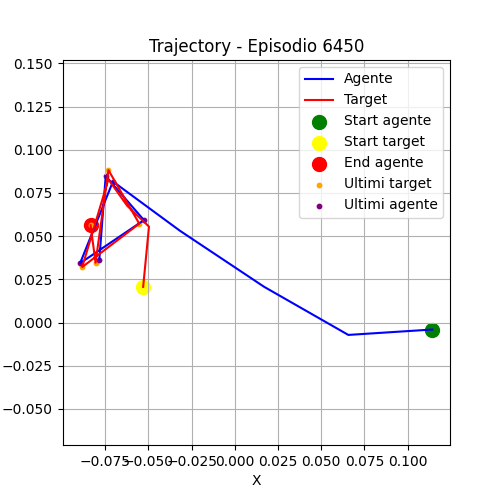 Trajectory - Episodio 6450
Agente
Target
Start agente
Start target
End agente
Ultimi target
Ultimi agente
0.150
0.125
0.100
0.075
0.050
0.025
0.000
−0.025
−0.050
−0.075 −0.050 −0.025 0.000 0.025 0.050 0.075 0.100
X